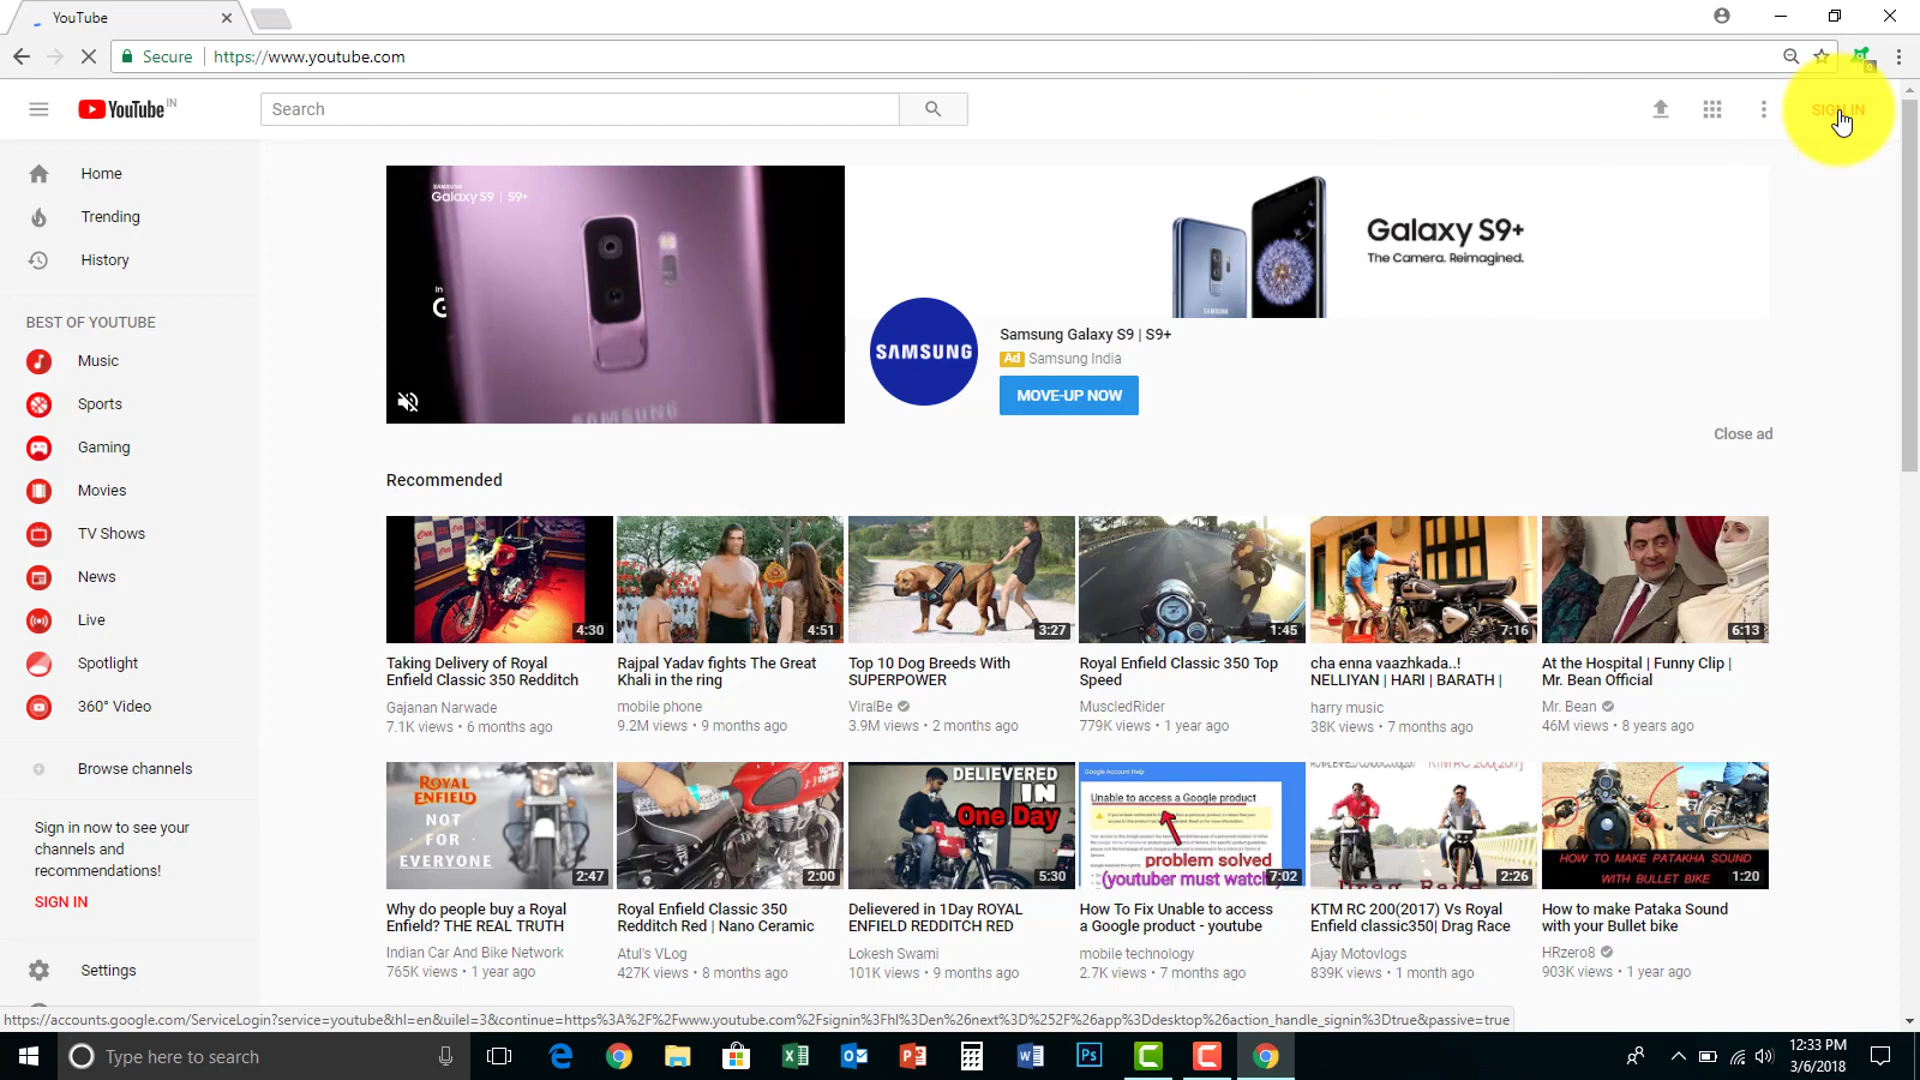 YouTube
Secure
https://www.youtube.com
YouTube IN
Search
SIGN IN
Home
Trending
History
BEST OF YOUTUBE
Music
Sports
Gaming
Movies
TV Shows
News
Live
Spotlight
360° Video
Browse channels
Sign in now to see your
channels and
recommendations!
SIGN IN
Settings
SAMSUNG
Galaxy S9 | S9+
In
G
SAMSUNG
Galaxy S9+
The Camera. Reimagined.
SAMSUNG
SAMSUNG
Samsung Galaxy S9 | S9+
Ad Samsung India
MOVE-UP NOW
Close ad
Recommended
4:30
4:51
3:27
1:45
7:16
6:13
Taking Delivery of Royal
Enfield Classic 350 Redditch
Gajanan Narwade
7.1K views • 6 months ago
Rajpal Yadav fights The Great
Khali in the ring
mobile phone
9.2M views • 9 months ago
Top 10 Dog Breeds With
SUPERPOWER
ViralBe
3.9M views • 2 months ago
Royal Enfield Classic 350 Top
Speed
MuscledRider
779K views • 1 year ago
cha enna vaazhkada..!
NELLIYAN | HARI | BARATH |
harry music
38K views • 7 months ago
At the Hospital | Funny Clip |
Mr. Bean Official
Mr. Bean
46M views • 8 years ago
ROYAL
ENFIELD
NOT
FOR
EVERYONE
2:47
2:00
DELIEVERED
IN
One Day
5:30
Google Account Help
Unable to access a Google product
problem solved
(youtuber must watch)
7:02
KTM RC 200(2017)
Drag Race
2:26
HOW TO MAKE PATAKHA SOUND
WITH BULLET BIKE
1:20
Why do people buy a Royal
Enfield? THE REAL TRUTH
Indian Car And Bike Network
765K views • 1 year ago
Royal Enfield Classic 350
Redditch Red | Nano Ceramic
Atul's VLog
427K views • 8 months ago
Delievered in 1Day ROYAL
ENFIELD REDDITCH RED
Lokesh Swami
101K views • 9 months ago
How To Fix Unable to access
a Google product - youtube
mobile technology
2.7K views • 7 months ago
KTM RC 200(2017) Vs Royal
Enfield classic350| Drag Race
Ajay Motovlogs
839K views • 1 month ago
How to make Pataka Sound
with your Bullet bike
HRzero8
903K views • 1 year ago
https://accounts.google.com/ServiceLogin?service=youtube&hl=en&uilel=3&continue=https%3A%2F%2Fwww.youtube.com%2Fsignin%3Fhl%3Den%26next%3D%252F%26app%3Ddesktop%26action_handle_signin%3Dtrue&passive=true
Type here to search
12:33 PM
3/6/2018